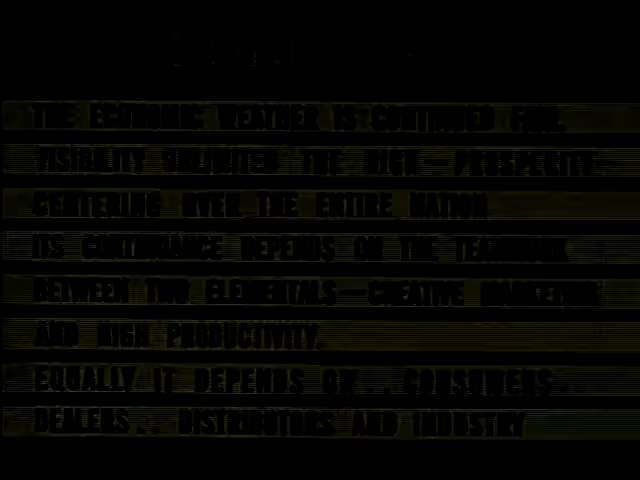 THE ECONOMIC WEATHER IS CONTINUED FAIR.
VISIBILITY UNLIMITED THE HIGH—PROSPERITY—
CENTERING OVER THE ENTIRE NATION
ITS CONTINUANCE DEPENDS ON THE TEAMWORK
BETWEEN TWO ELEMENTALS—CREATIVE MARKETING
AND HIGH PRODUCTIVITY.
EQUALLY IT DEPENDS ON... CONSUMERS...
DEALERS... DISTRIBUTORS AND INDUSTRY